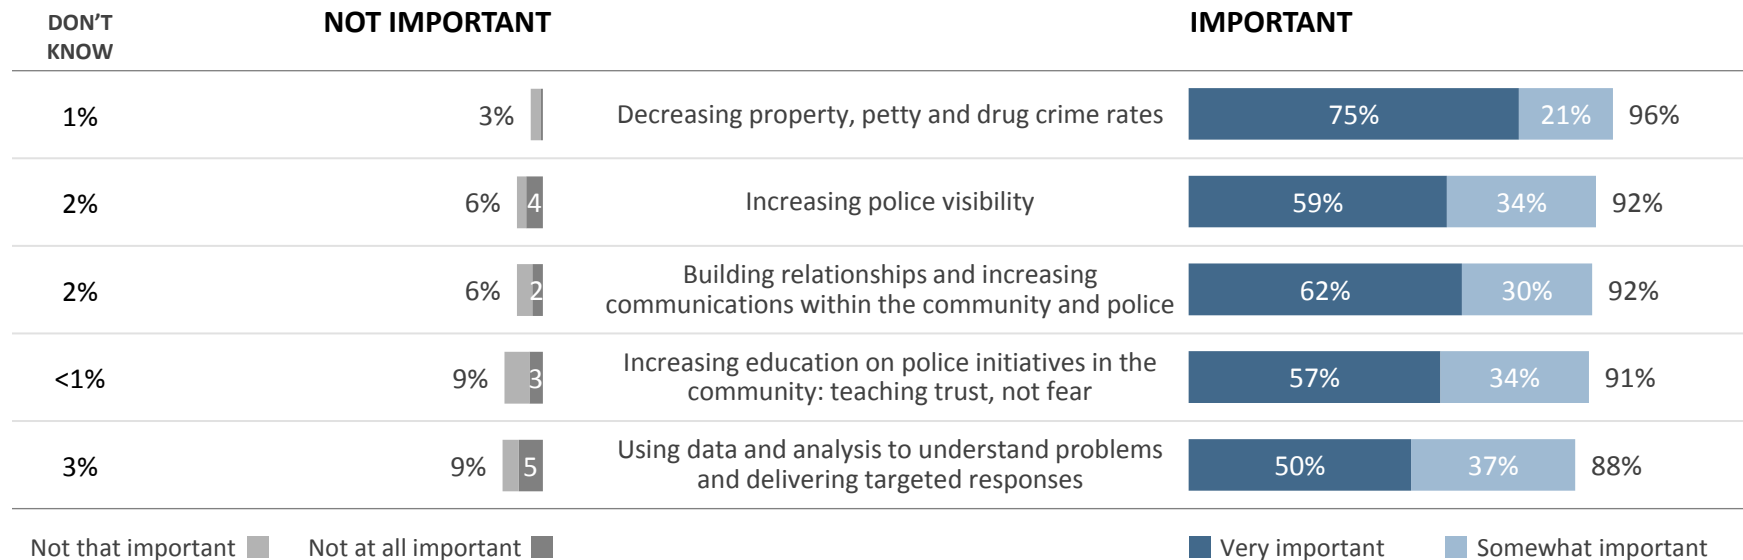 DON'T
KNOW
NOT IMPORTANT
IMPORTANT
1%
3%
Decreasing property, petty and drug crime rates
75%
21%
96%
2%
6%
4
Increasing police visibility
59%
34%
92%
2%
6%
2
Building relationships and increasing
communications within the community and police
62%
30%
92%
<1%
9%
3
Increasing education on police initiatives in the
community: teaching trust, not fear
57%
34%
91%
3%
9%
5
Using data and analysis to understand problems
and delivering targeted responses
50%
37%
88%
Not that important
Not at all important
Very important
Somewhat important